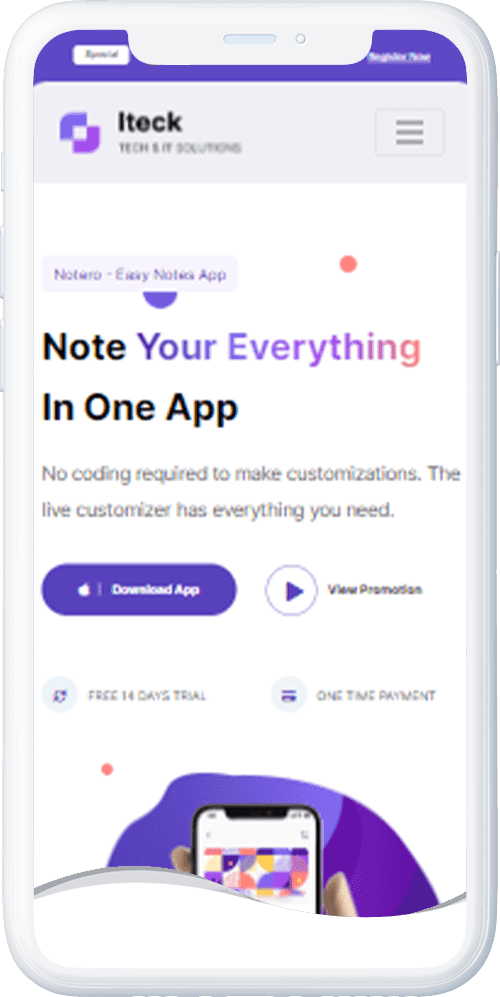 Special
Register Now
Iteck
TECH & IT SOLUTIONS
Notero - Easy Notes App
Note Your Everything
In One App
No coding required to make customizations. The
live customizer has everything you need.
Download App
View Promotion
FREE 14 DAYS TRIAL
ONE TIME PAYMENT